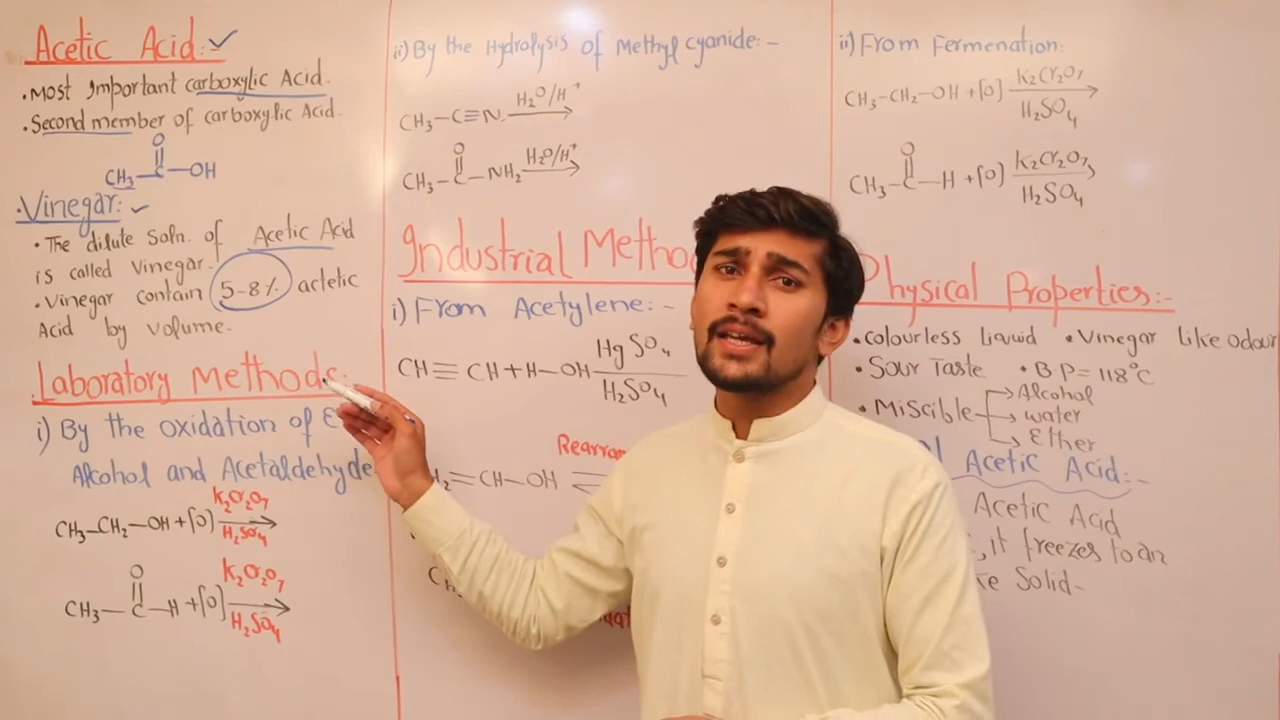 Acetic Acid:-
• Most Important carboxylic Acid.
• Second member of carboxylic Acid.
O
CH3-C-OH
• Vinegar:-
• The dilute Soln. of Acetic Acid
is called Vinegar.
• Vinegar contain 5-8% actetic
Acid by volume.
Laboratory Methods:
i) By the oxidation of E
Alcohol and Acetaldehyde
K2Cr2O7
CH3-CH2-OH+[O]
H2SO4
O K2Cr2O7
CH3-C-H+[O]
H2SO4
ii) By the Hydrolysis of Methyl cyanide:-
H2O/H+
CH3-C≡N
O H2O/H+
CH3-C-NH2
Industrial Metho
i) From Acetylene:-
HgSO4
CH≡CH+H-OH
H2SO4
Rearran
=CH-OH
ii) From Fermenation:
K2Cr2O7
CH3-CH2-OH+[O]
H2SO4
O K2Cr2O7
CH3-C-H+[O]
H2SO4
Physical Properties:-
• Colourless Liquid • Vinegar Like odour
• Sour Taste • B.P=118°C
• Miscible Alcohol
water
Ether
Acetic Acid:-
Acetic Acid
, it freezes to an
Solid-